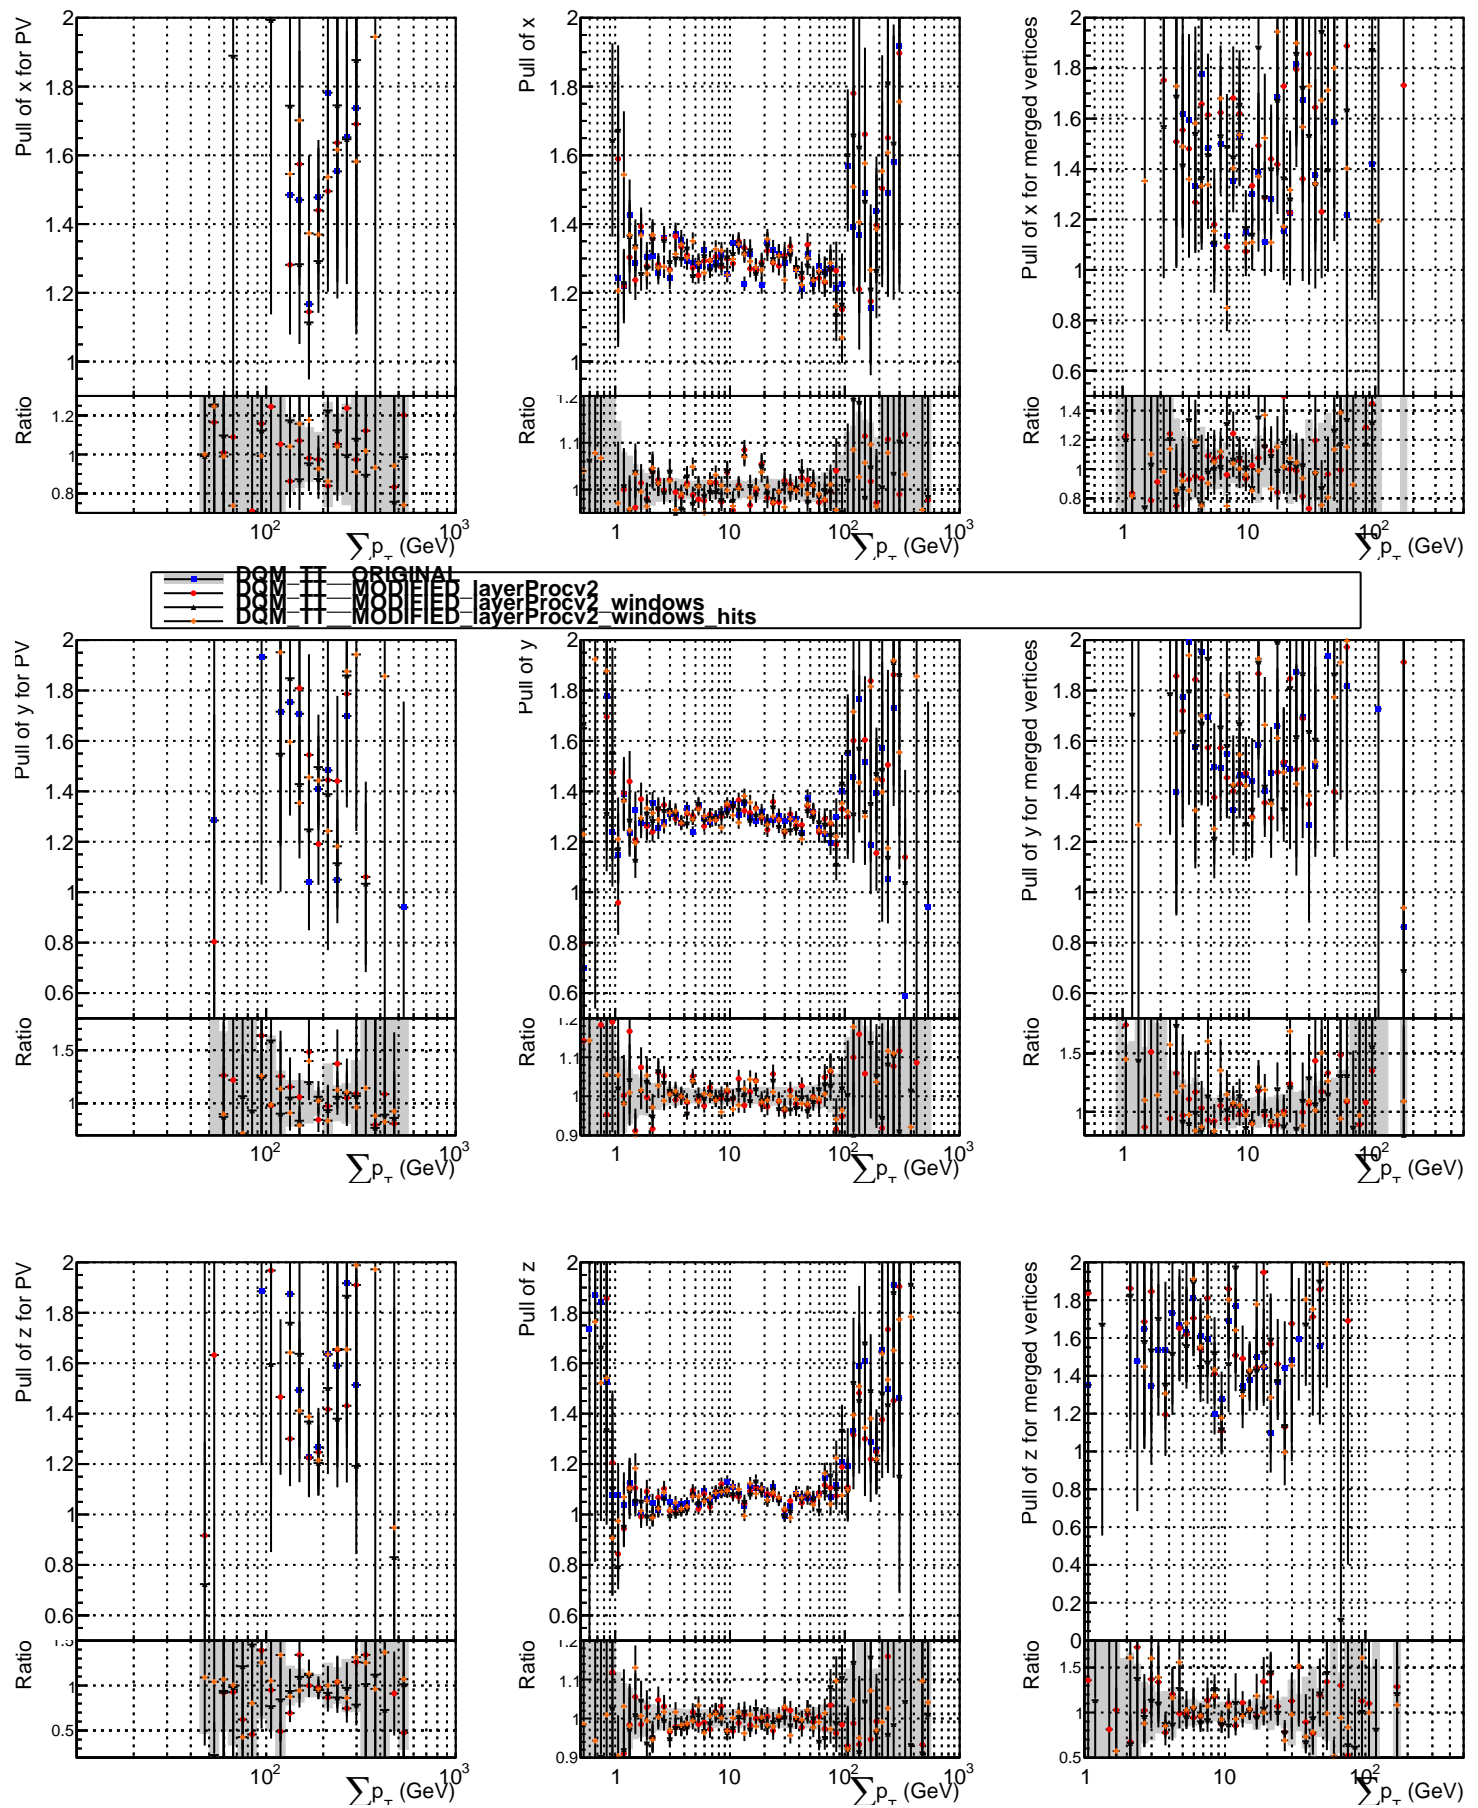 Pull of x for PV
2
1.8
1.6
1.4
1.2
1
Ratio
1.2
1
0.8
10² 10³
∑p_T (GeV)
Pull of x
2
1.8
1.6
1.4
1.2
1
Ratio
1.2
1.1
1
1 10 10² 10³
∑p_T (GeV)
Pull of x for merged vertices
2
1.8
1.6
1.4
1.2
1
0.8
0.6
Ratio
1.4
1.2
1
0.8
1 10 10²
∑p_T (GeV)
DQM_TT__ORIGINAL
DQM_TT__MODIFIED_layerProcv2
DQM_TT__MODIFIED_layerProcv2_windows
DQM_TT__MODIFIED_layerProcv2_windows_hits
Pull of y for PV
2
1.8
1.6
1.4
1.2
1
0.8
0.6
Ratio
1.5
1
10² 10³
∑p_T (GeV)
Pull of y
2
1.8
1.6
1.4
1.2
1
0.8
0.6
Ratio
1.2
1.1
1
0.9
1 10 10² 10³
∑p_T (GeV)
Pull of y for merged vertices
2
1.8
1.6
1.4
1.2
1
0.8
0.6
Ratio
1.5
1
1 10 10²
∑p_T (GeV)
Pull of z for PV
2
1.8
1.6
1.4
1.2
1
0.8
0.6
Ratio
1.5
1
0.5
10² 10³
∑p_T (GeV)
Pull of z
2
1.8
1.6
1.4
1.2
1
0.8
0.6
Ratio
1.2
1.1
1
0.9
1 10 10² 10³
∑p_T (GeV)
Pull of z for merged vertices
2
1.8
1.6
1.4
1.2
1
0.8
0.6
0.4
0.2
0
Ratio
1.5
1
0.5
1 10 10²
∑p_T (GeV)